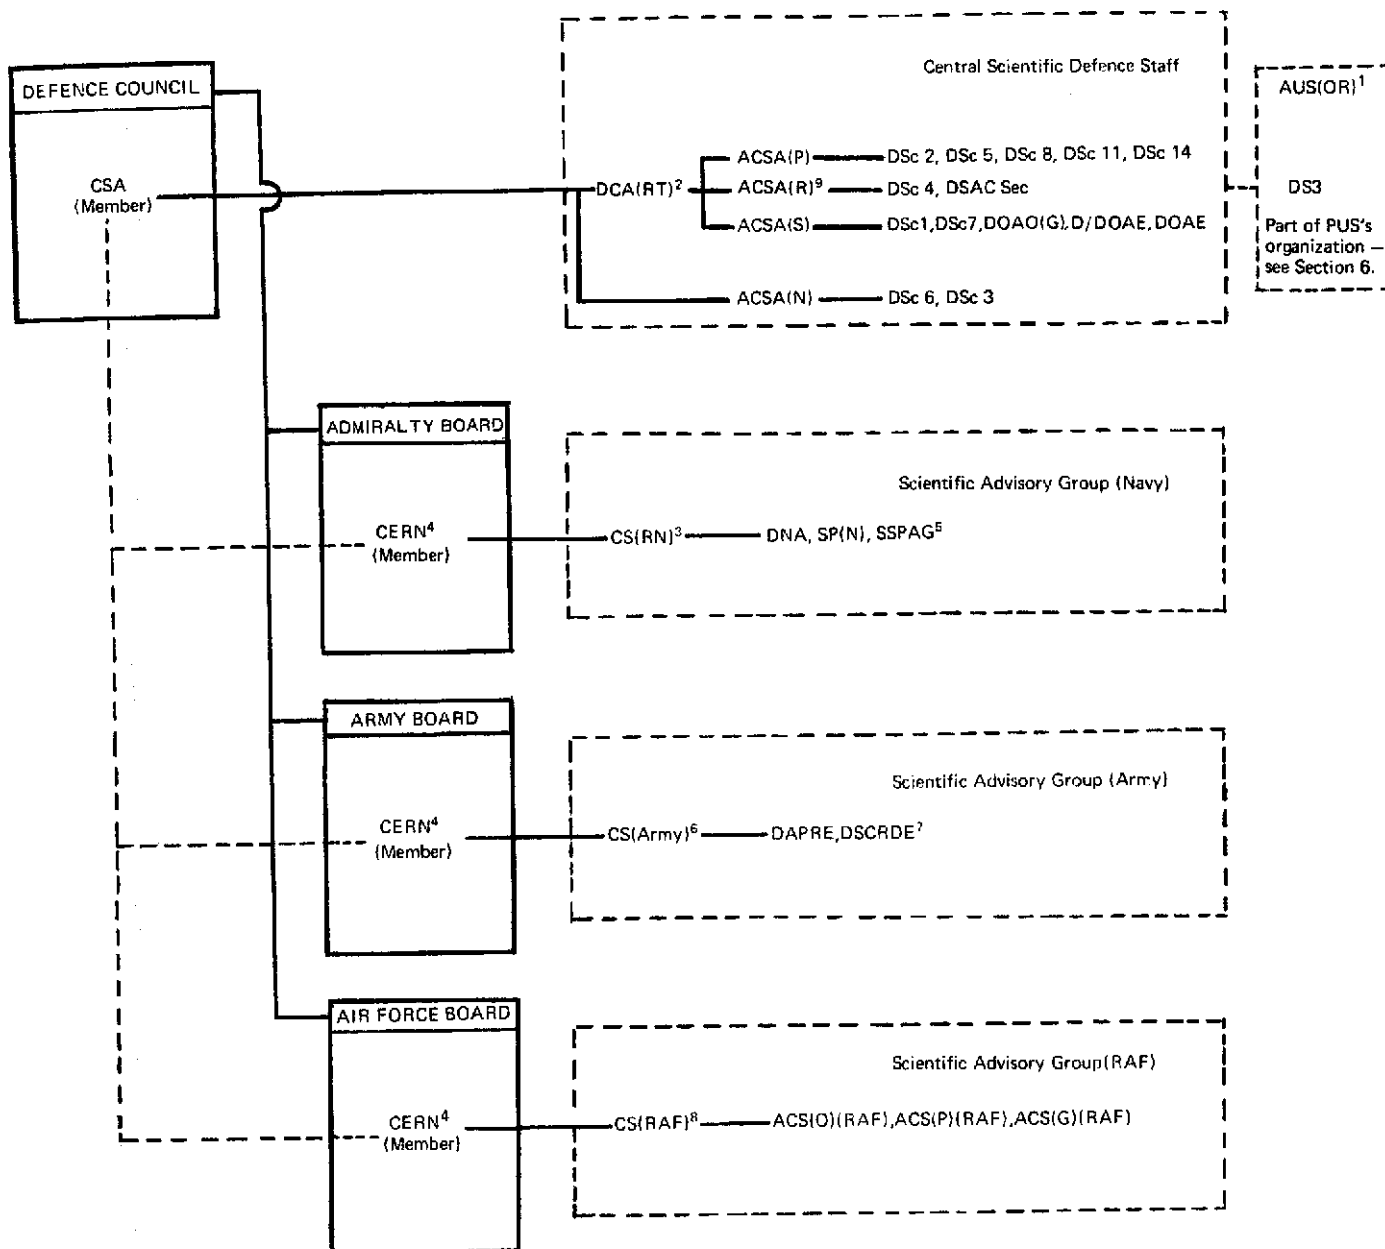 DEFENCE COUNCIL
CSA
(Member)
Central Scientific Defence Staff
DCA(RT)²
ACSA(P) DSc 2, DSc 5, DSc 8, DSc 11, DSc 14
ACSA(R)⁹ DSc 4, DSAC Sec
ACSA(S) DSc1,DSc7,DOAO(G),D/DOAE,DOAE
ACSA(N) DSc 6, DSc 3
AUS(OR)¹
DS3
Part of PUS's
organization —
see Section 6.
ADMIRALTY BOARD
CERN⁴
(Member)
Scientific Advisory Group (Navy)
CS(RN)³ DNA, SP(N), SSPAG⁵
ARMY BOARD
CERN⁴
(Member)
Scientific Advisory Group (Army)
CS(Army)⁶ DAPRE,DSCRDE⁷
AIR FORCE BOARD
CERN⁴
(Member)
Scientific Advisory Group(RAF)
CS(RAF)⁸ ACS(O)(RAF),ACS(P)(RAF),ACS(G)(RAF)